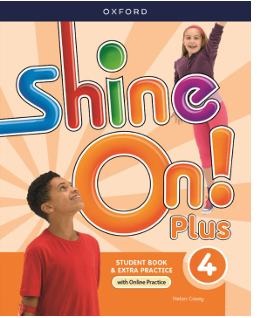 OXFORD
Shine
On!
Plus
STUDENT BOOK
& EXTRA PRACTICE
4
with Online Practice
Helen Casey